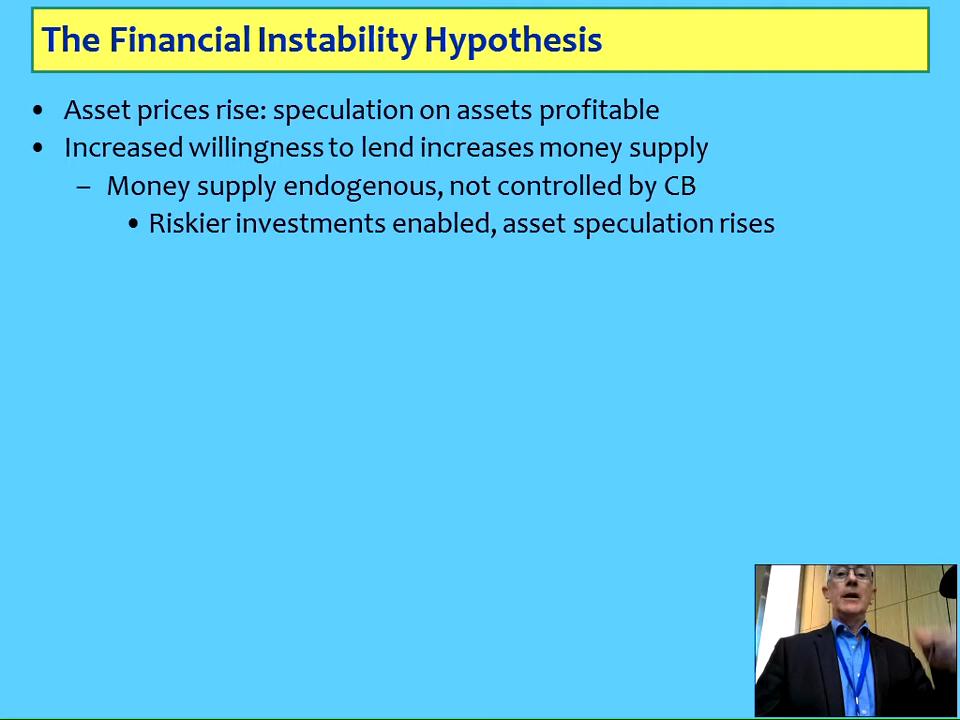 The Financial Instability Hypothesis
• Asset prices rise: speculation on assets profitable
• Increased willingness to lend increases money supply
– Money supply endogenous, not controlled by CB
• Riskier investments enabled, asset speculation rises